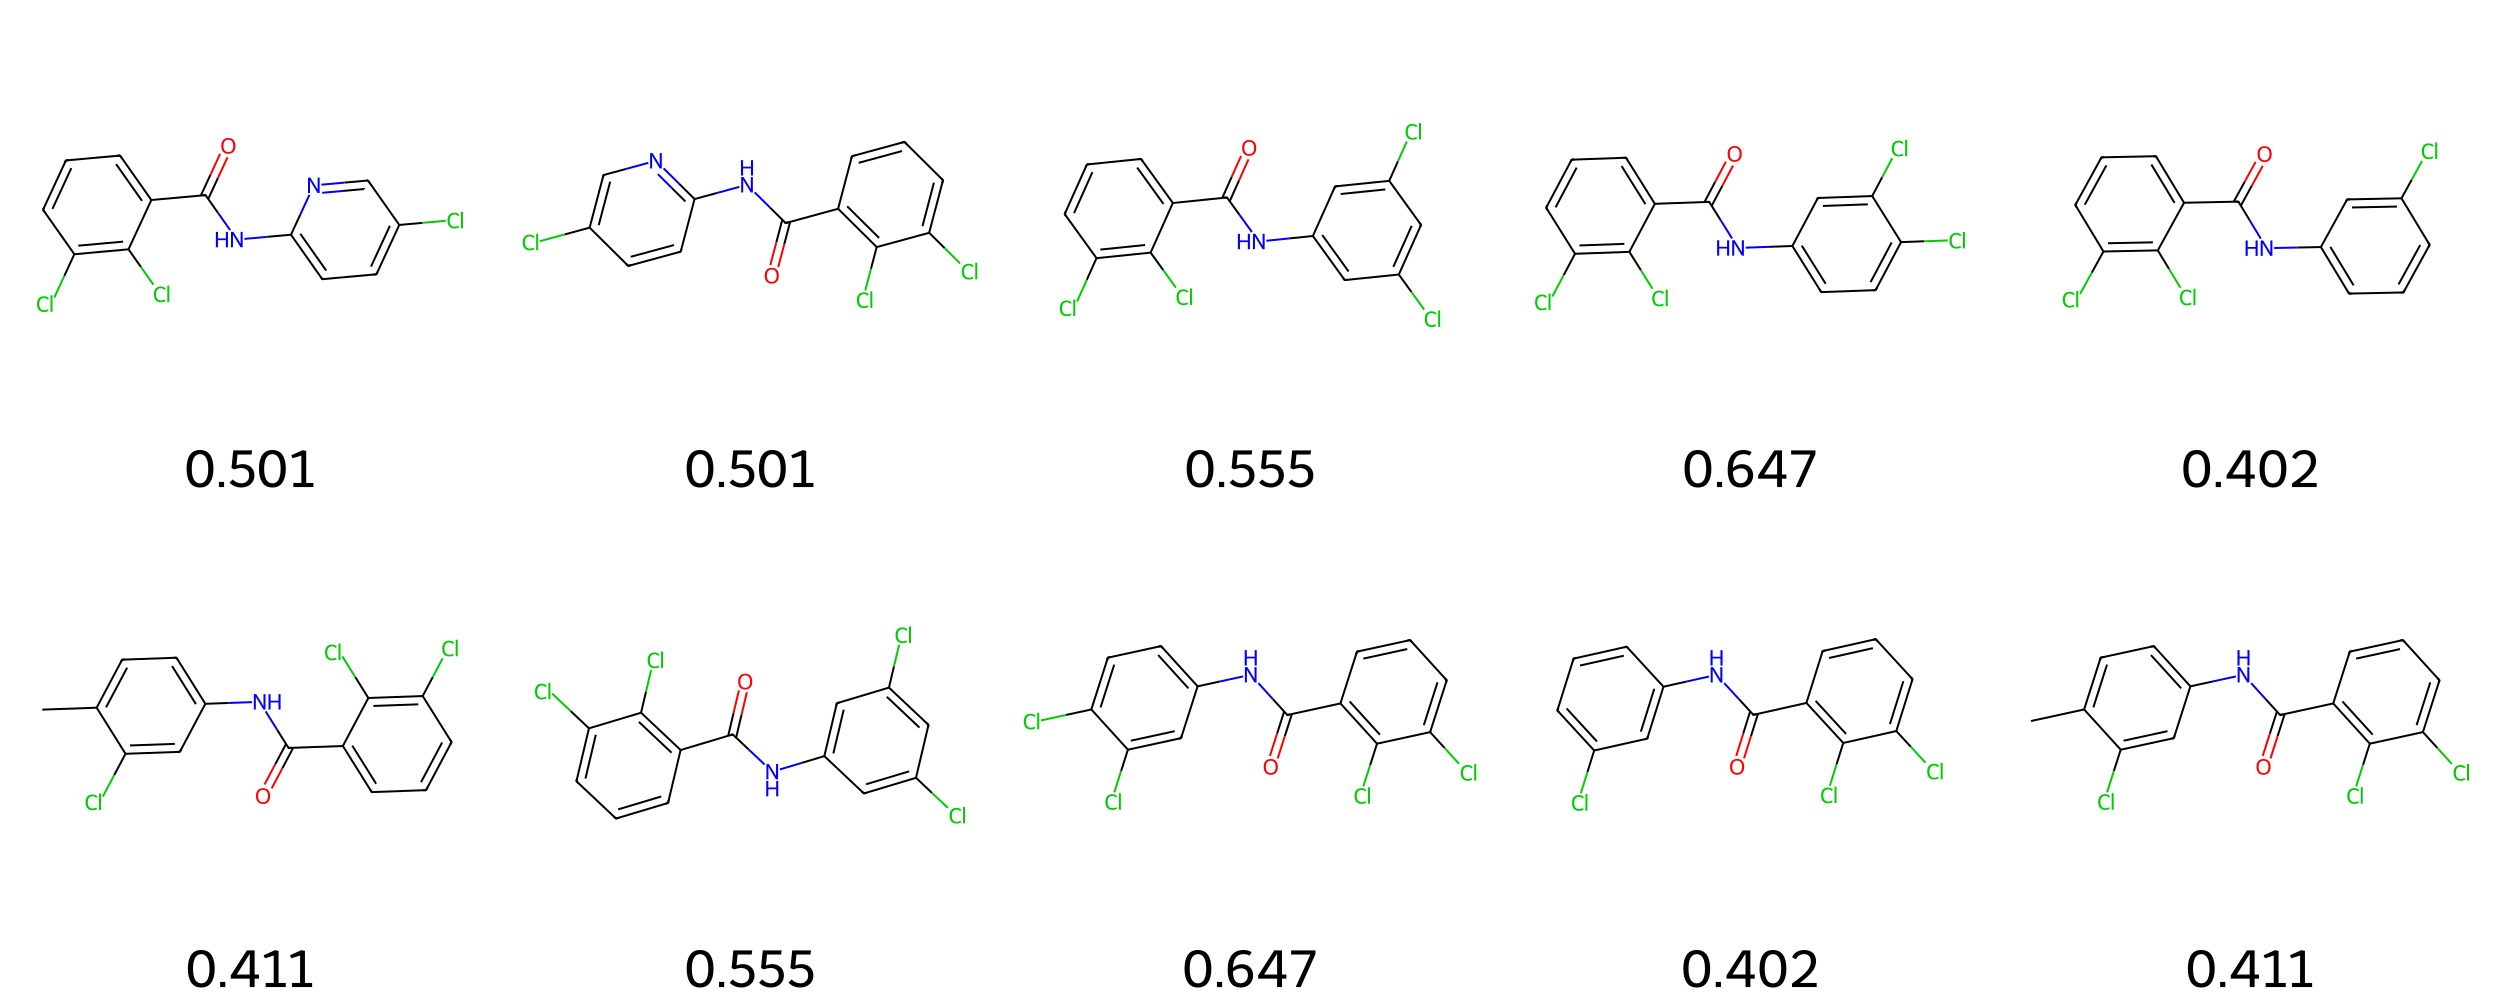 O N HN Cl Cl Cl
0.501
N H N Cl O Cl Cl
0.501
Cl O HN Cl Cl Cl
0.555
Cl O HN Cl Cl Cl
0.647
Cl O HN Cl Cl
0.402
Cl Cl NH O Cl
0.411
Cl Cl O N H Cl Cl
0.555
H N Cl O Cl Cl Cl
0.647
H N O Cl Cl Cl
0.402
H N O Cl Cl Cl
0.411